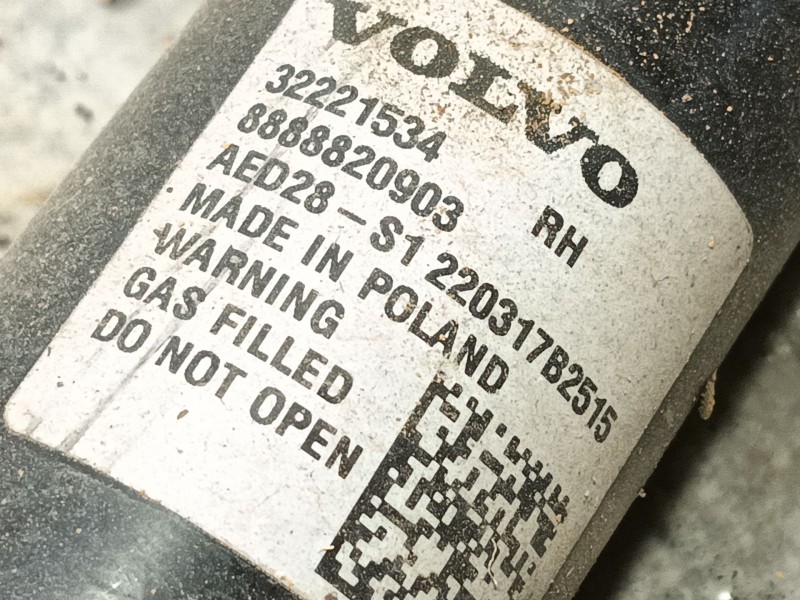 VOLVO
32221534
8888820903 RH
AED28-S1 220317B2515
MADE IN POLAND
WARNING
GAS FILLED
DO NOT OPEN